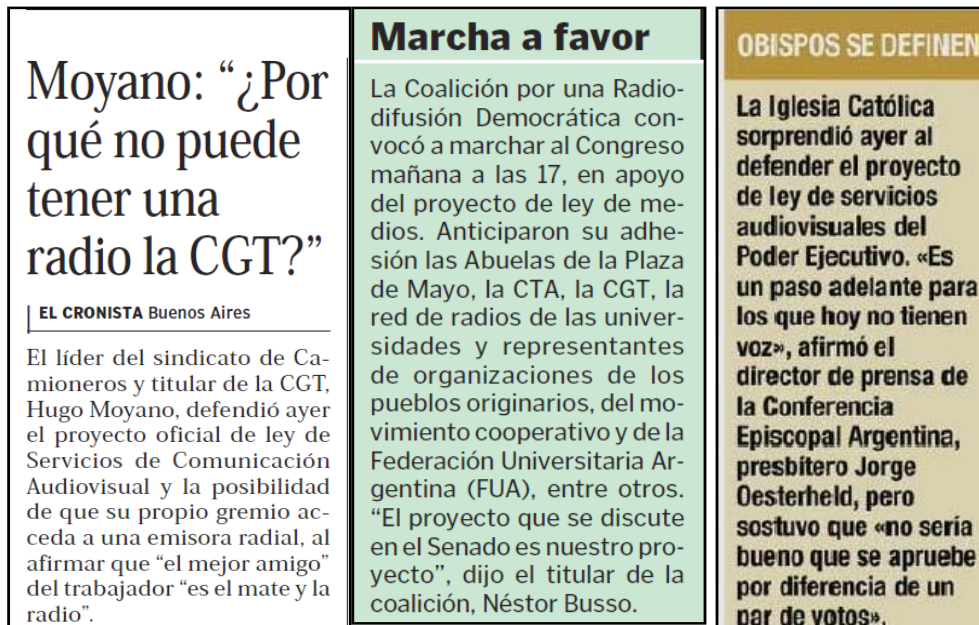 Moyano: “¿Por
qué no puede
tener una
radio la CGT?”
EL CRONISTA Buenos Aires
El líder del sindicato de Ca-
mioneros y titular de la CGT,
Hugo Moyano, defendió ayer
el proyecto oficial de ley de
Servicios de Comunicación
Audiovisual y la posibilidad
de que su propio gremio ac-
ceda a una emisora radial, al
afirmar que “el mejor amigo”
del trabajador “es el mate y la
radio”.
Marcha a favor
La Coalición por una Radio-
difusión Democrática con-
vocó a marchar al Congreso
mañana a las 17, en apoyo
del proyecto de ley de me-
dios. Anticiparon su adhe-
sión las Abuelas de la Plaza
de Mayo, la CTA, la CGT, la
red de radios de las univer-
sidades y representantes
de organizaciones de los
pueblos originarios, del mo-
vimiento cooperativo y de la
Federación Universitaria Ar-
gentina (FUA), entre otros.
“El proyecto que se discute
en el Senado es nuestro pro-
yecto”, dijo el titular de la
coalición, Néstor Busso.
OBISPOS SE DEFINEN
La Iglesia Católica
sorprendió ayer al
defender el proyecto
de ley de servicios
audiovisuales del
Poder Ejecutivo. «Es
un paso adelante para
los que hoy no tienen
voz», afirmó el
director de prensa de
la Conferencia
Episcopal Argentina,
presbítero Jorge
Oesterheld, pero
sostuvo que «no sería
bueno que se apruebe
por diferencia de un
par de votos».